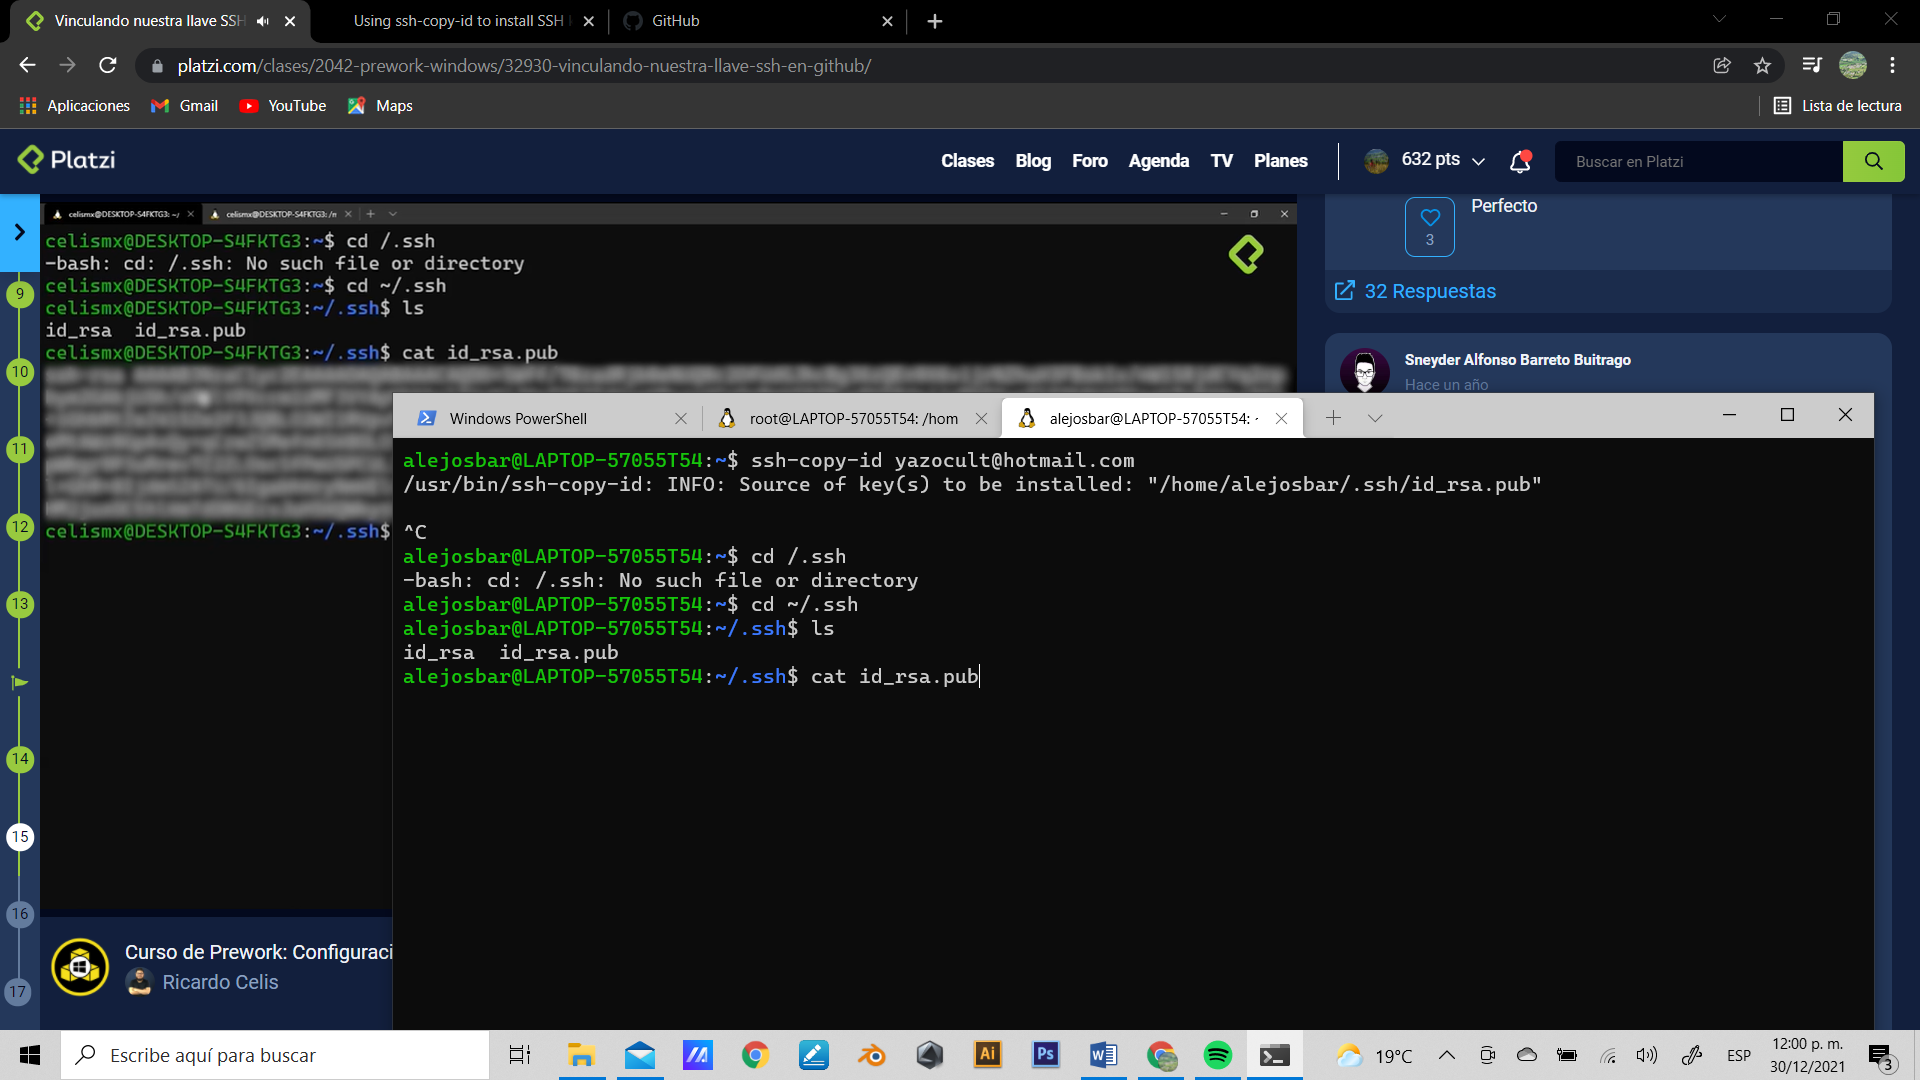 Vinculando nuestra llave SSH
Using ssh-copy-id to install SSH
GitHub
platzi.com/clases/2042-prework-windows/32930-vinculando-nuestra-llave-ssh-en-github/
Aplicaciones
Gmail
YouTube
Maps
Lista de lectura
Platzi
Clases
Blog
Foro
Agenda
TV
Planes
632 pts
Buscar en Platzi
celismx@DESKTOP-S4FKTG3: ~/
celismx@DESKTOP-S4FKTG3: /m
celismx@DESKTOP-S4FKTG3:~$ cd /.ssh
-bash: cd: /.ssh: No such file or directory
celismx@DESKTOP-S4FKTG3:~$ cd ~/.ssh
celismx@DESKTOP-S4FKTG3:~/.ssh$ ls
id_rsa  id_rsa.pub
celismx@DESKTOP-S4FKTG3:~/.ssh$ cat id_rsa.pub
celismx@DESKTOP-S4FKTG3:~/.ssh$
9
10
11
12
13
14
15
16
17
Perfecto
3
32 Respuestas
Sneyder Alfonso Barreto Buitrago
Hace un año
Windows PowerShell
root@LAPTOP-57055T54: /hom
alejosbar@LAPTOP-57055T54: ~
alejosbar@LAPTOP-57055T54:~$ ssh-copy-id yazocult@hotmail.com
/usr/bin/ssh-copy-id: INFO: Source of key(s) to be installed: "/home/alejosbar/.ssh/id_rsa.pub"
^C
alejosbar@LAPTOP-57055T54:~$ cd /.ssh
-bash: cd: /.ssh: No such file or directory
alejosbar@LAPTOP-57055T54:~$ cd ~/.ssh
alejosbar@LAPTOP-57055T54:~/.ssh$ ls
id_rsa  id_rsa.pub
alejosbar@LAPTOP-57055T54:~/.ssh$ cat id_rsa.pub
Curso de Prework: Configuraci
Ricardo Celis
Escribe aquí para buscar
Ai
Ps
19°C
ESP
12:00 p. m.
30/12/2021
3